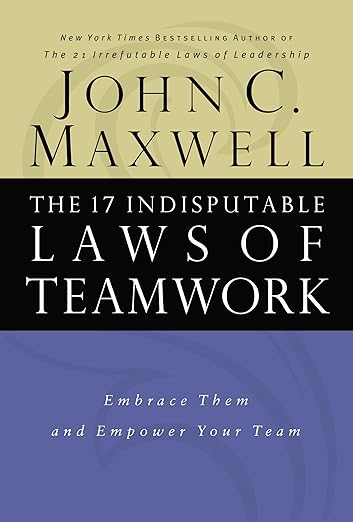 New York Times BESTSELLING AUTHOR OF
The 21 Irrefutable Laws of Leadership
JOHN C.
MAXWELL
THE 17 INDISPUTABLE
LAWS OF
TEAMWORK
Embrace Them
and Empower Your Team